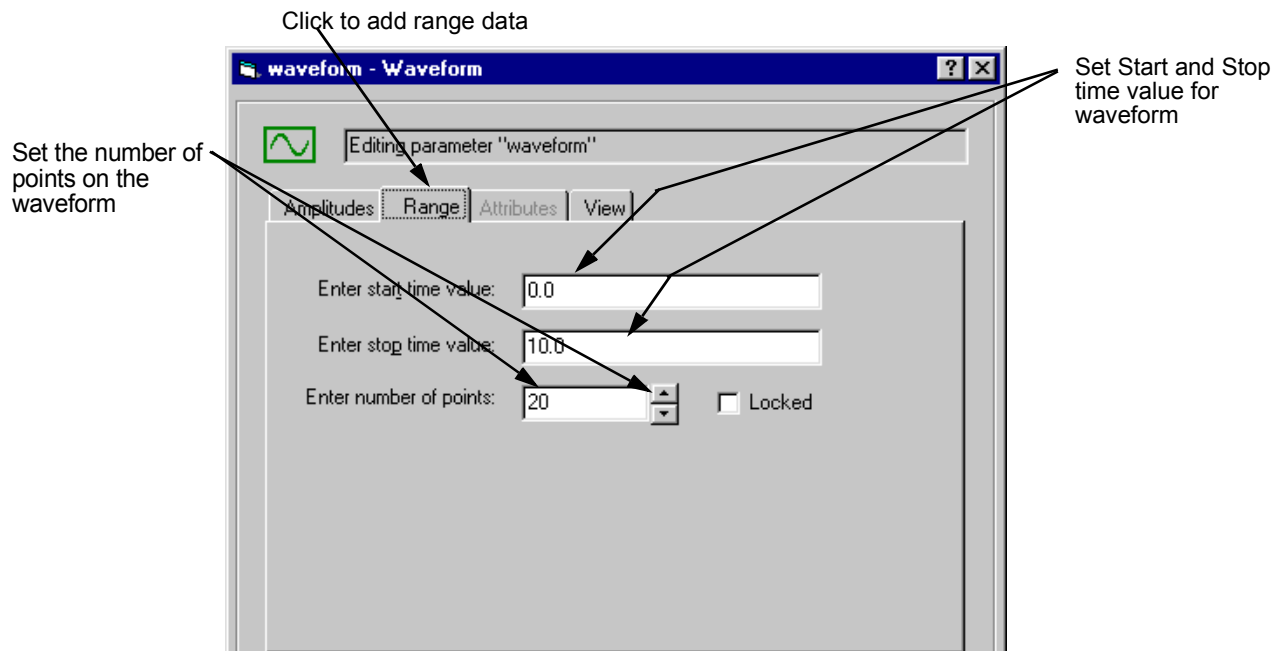 Click to add range data
waveform - Waveform
Set Start and Stop
time value for
waveform
Editing parameter "waveform"
Set the number of
points on the
waveform
Amplitudes Range Attributes View
Enter start time value: 0.0
Enter stop time value: 10.0
Enter number of points: 20 Locked